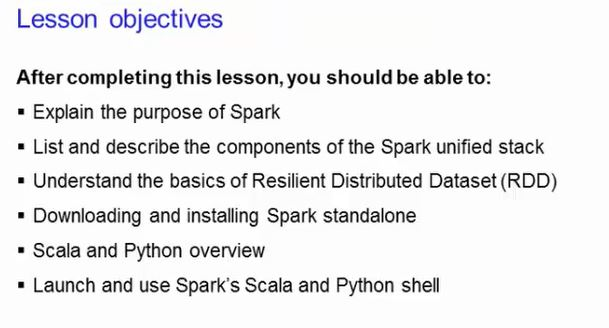 Lesson objectives
After completing this lesson, you should be able to:
▪ Explain the purpose of Spark
▪ List and describe the components of the Spark unified stack
▪ Understand the basics of Resilient Distributed Dataset (RDD)
▪ Downloading and installing Spark standalone
▪ Scala and Python overview
▪ Launch and use Spark's Scala and Python shell